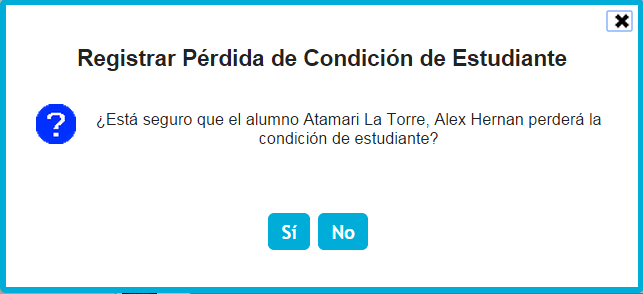 Registrar Pérdida de Condición de Estudiante
¿Está seguro que el alumno Atamari La Torre, Alex Hernan perderá la
condición de estudiante?
Sí No